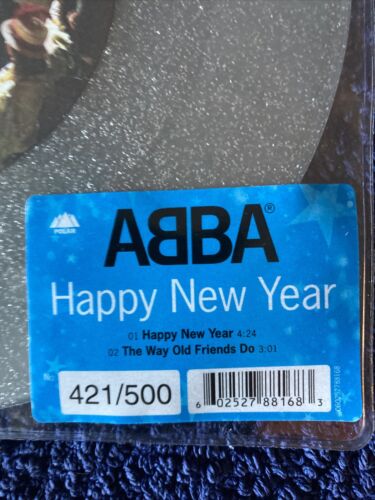 POLAR
ABBA®
Happy New Year
01 Happy New Year 4:24
02 The Way Old Friends Do 3:01
NO
421/500
6 02527 88168 3